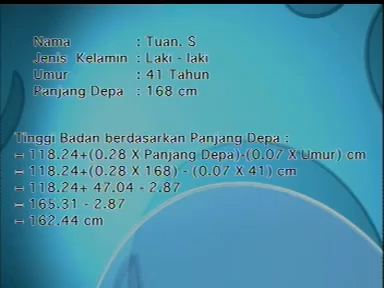 Nama : Tuan. S
Jenis Kelamin : Laki - laki
Umur : 41 Tahun
Panjang Depa : 168 cm
Tinggi Badan berdasarkan Panjang Depa :
= 118.24+(0.28 X Panjang Depa)-(0.07 X Umur) cm
= 118.24+(0.28 X 168) - (0.07 X 41) cm
= 118.24+ 47.04 - 2.87
= 165.31 - 2.87
= 162.44 cm